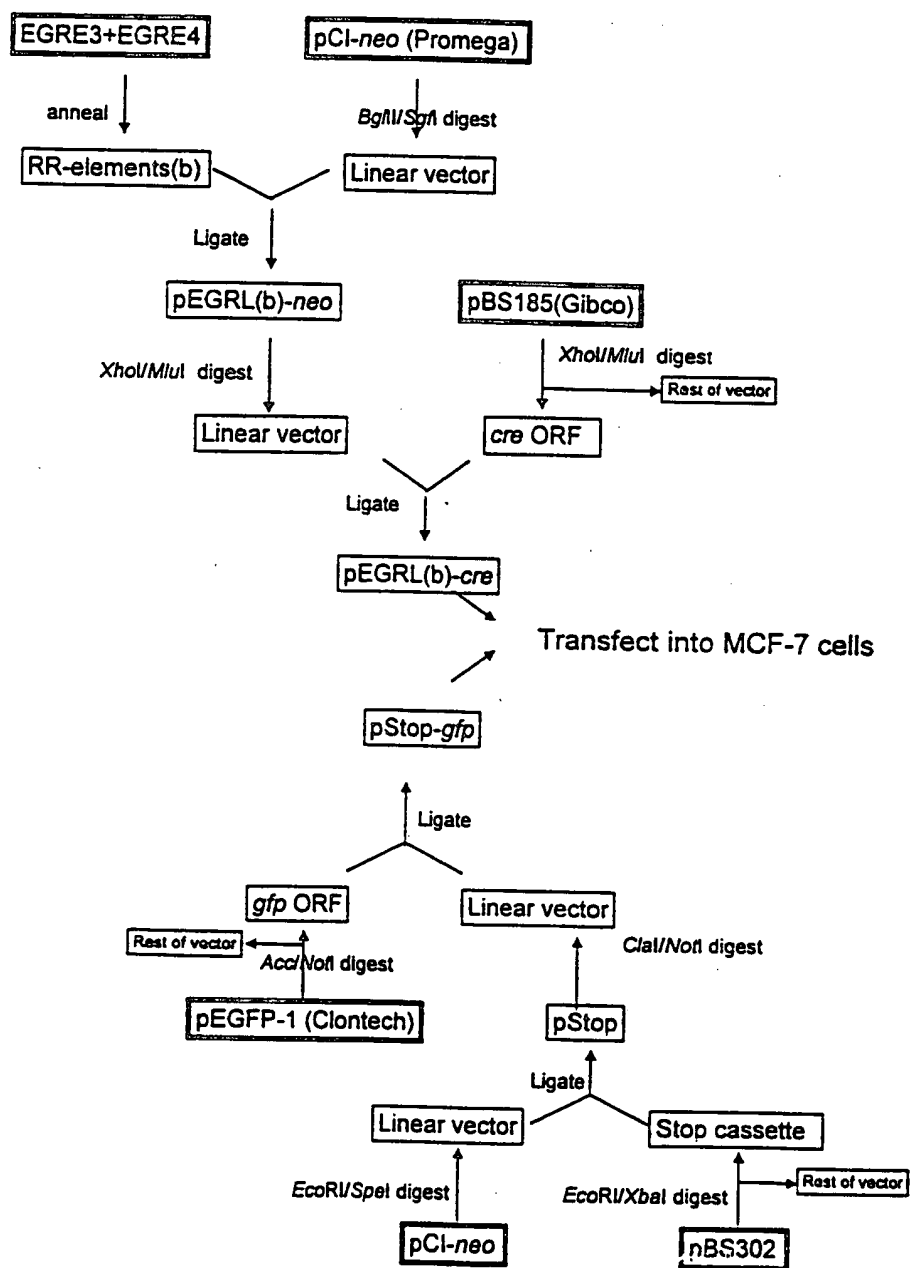 EGRE3+EGRE4
pCI-neo (Promega)
anneal
BglII/SgfI digest
RR-elements(b)
Linear vector
Ligate
pEGRL(b)-neo
pBS185(Gibco)
XhoI/MluI digest
XhoI/MluI digest
Rest of vector
Linear vector
cre ORF
Ligate
pEGRL(b)-cre
Transfect into MCF-7 cells
pStop-gfp
Ligate
gfp ORF
Linear vector
Rest of vector
AccI/NotI digest
ClaI/NotI digest
pEGFP-1 (Clontech)
pStop
Ligate
Linear vector
Stop cassette
EcoRI/SpeI digest
EcoRI/XbaI digest
Rest of vector
pCI-neo
pBS302